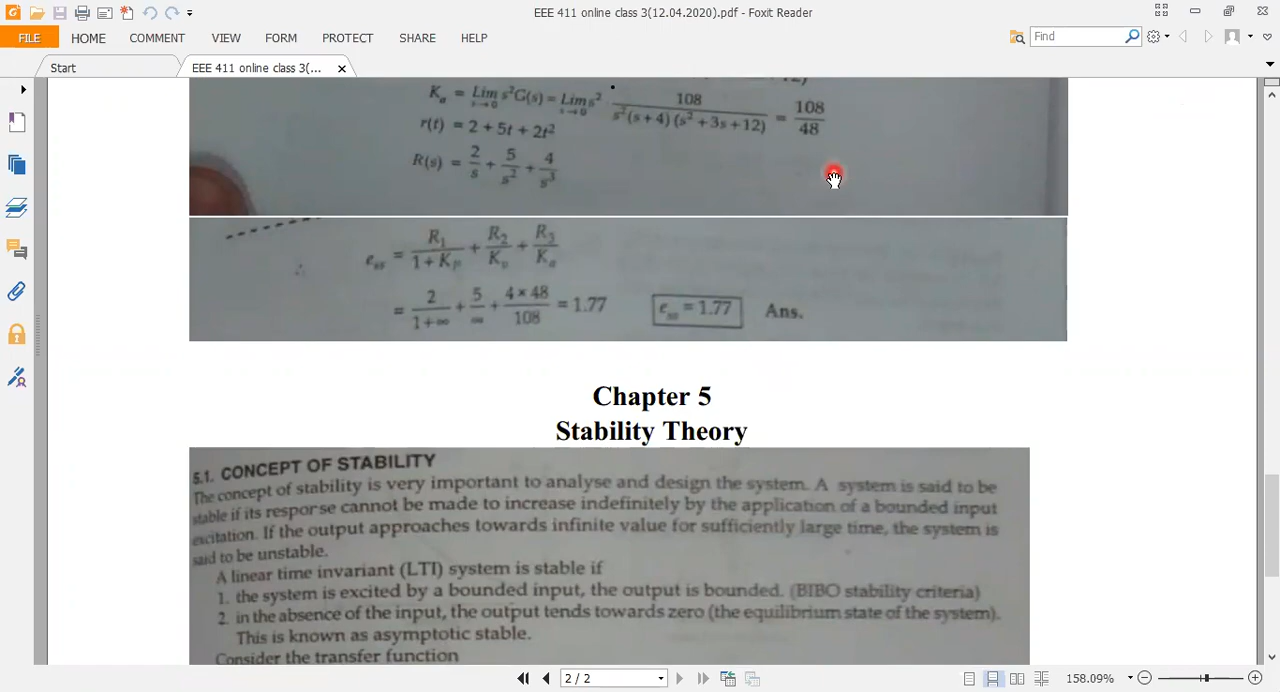 EEE 411 online class 3(12.04.2020).pdf - Foxit Reader
FILE HOME COMMENT VIEW FORM PROTECT SHARE HELP Find
Start EEE 411 online class 3(...
Kₐ = Lim s→0 s²G(s) = Lim s→0 s² 108 / s²(s+4)(s²+3s+12) = 108/48
r(t) = 2 + 5t + 2t²
R(s) = 2/s + 5/s² + 4/s³
eₛₛ = R₁/(1+Kₚ) + R₂/Kᵥ + R₃/Kₐ
= 2/(1+∞) + 5/∞ + (4×48)/108 = 1.77 eₛₛ = 1.77 Ans.
Chapter 5
Stability Theory
5.1. CONCEPT OF STABILITY
The concept of stability is very important to analyse and design the system. A system is said to be
stable if its response cannot be made to increase indefinitely by the application of a bounded input
excitation. If the output approaches towards infinite value for sufficiently large time, the system is
said to be unstable.
A linear time invariant (LTI) system is stable if
1. the system is excited by a bounded input, the output is bounded. (BIBO stability criteria)
2. in the absence of the input, the output tends towards zero (the equilibrium state of the system).
This is known as asymptotic stable.
Consider the transfer function
2 / 2 158.09%